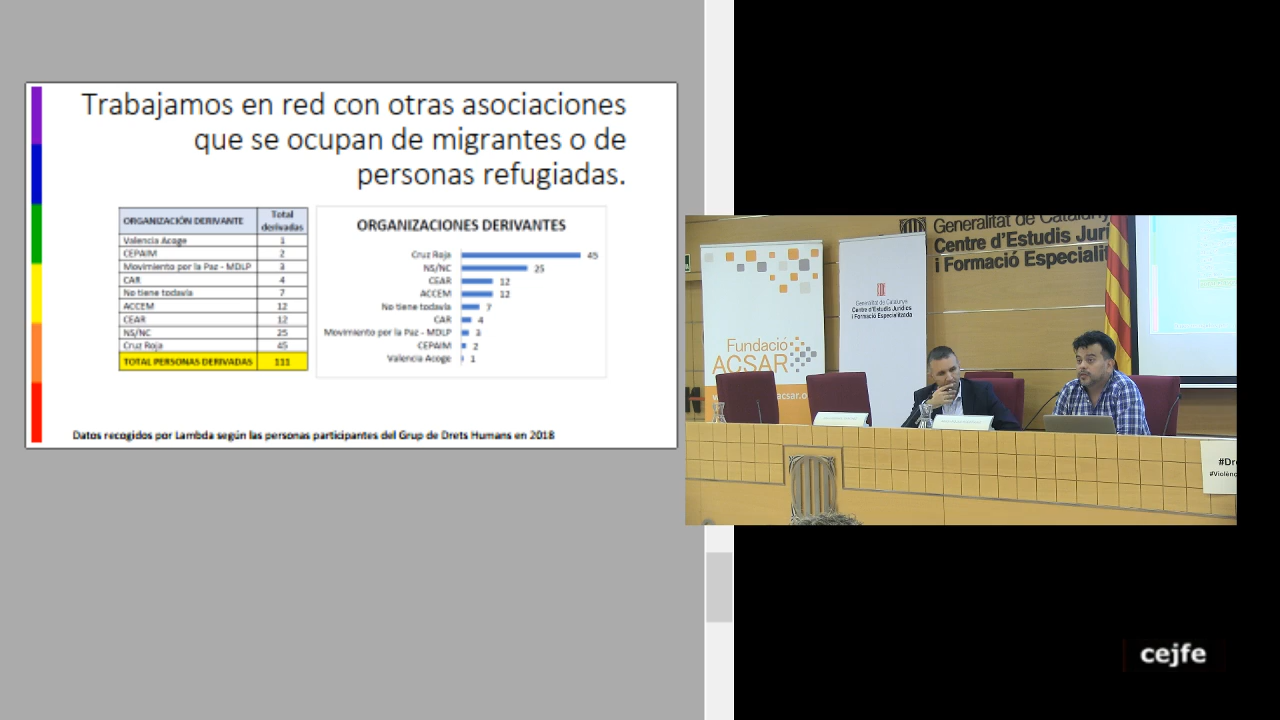 Trabajamos en red con otras asociaciones
que se ocupan de migrantes o de
personas refugiadas.
ORGANIZACIÓN DERIVANTE Total derivadas
Valencia Acoge 1
CEPAIM 2
Movimiento por la Paz - MDLP 3
CAR 4
No tiene todavía 7
ACCEM 12
CEAR 12
NS/NC 25
Cruz Roja 45
TOTAL PERSONAS DERIVADAS 111
ORGANIZACIONES DERIVANTES
Cruz Roja 45
NS/NC 25
CEAR 12
ACCEM 12
No tiene todavía 7
CAR 4
Movimiento por la Paz - MDLP 3
CEPAIM 2
Valencia Acoge 1
Datos recogidos por Lambda según las personas participantes del Grup de Drets Humans en 2018
Generalitat de Catalunya
Centre d'Estudis Jurí
i Formació Especialit
Generalitat de Catalunya
Centre d'Estudis Jurídics
i Formació Especialitzada
Fundació
ACSAR
acsar.o
#Dre
#Violènc
cejfe